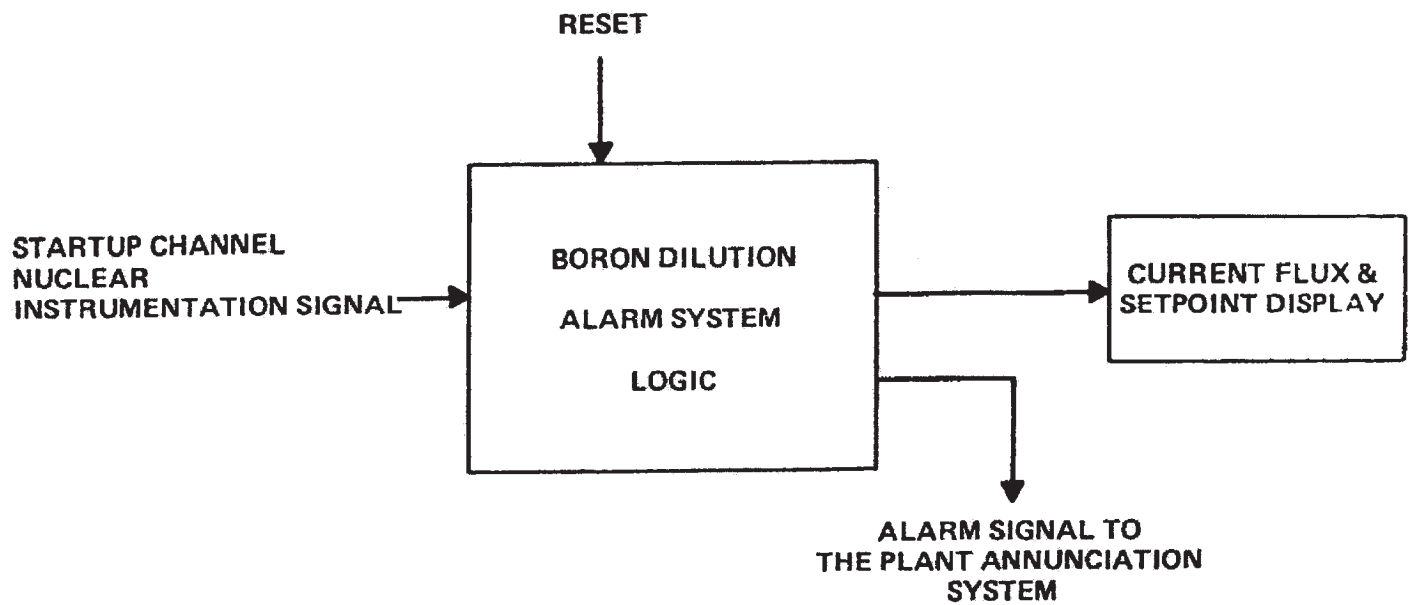 RESET
STARTUP CHANNEL
NUCLEAR
INSTRUMENTATION SIGNAL
BORON DILUTION
ALARM SYSTEM
LOGIC
CURRENT FLUX &
SETPOINT DISPLAY
ALARM SIGNAL TO
THE PLANT ANNUNCIATION
SYSTEM